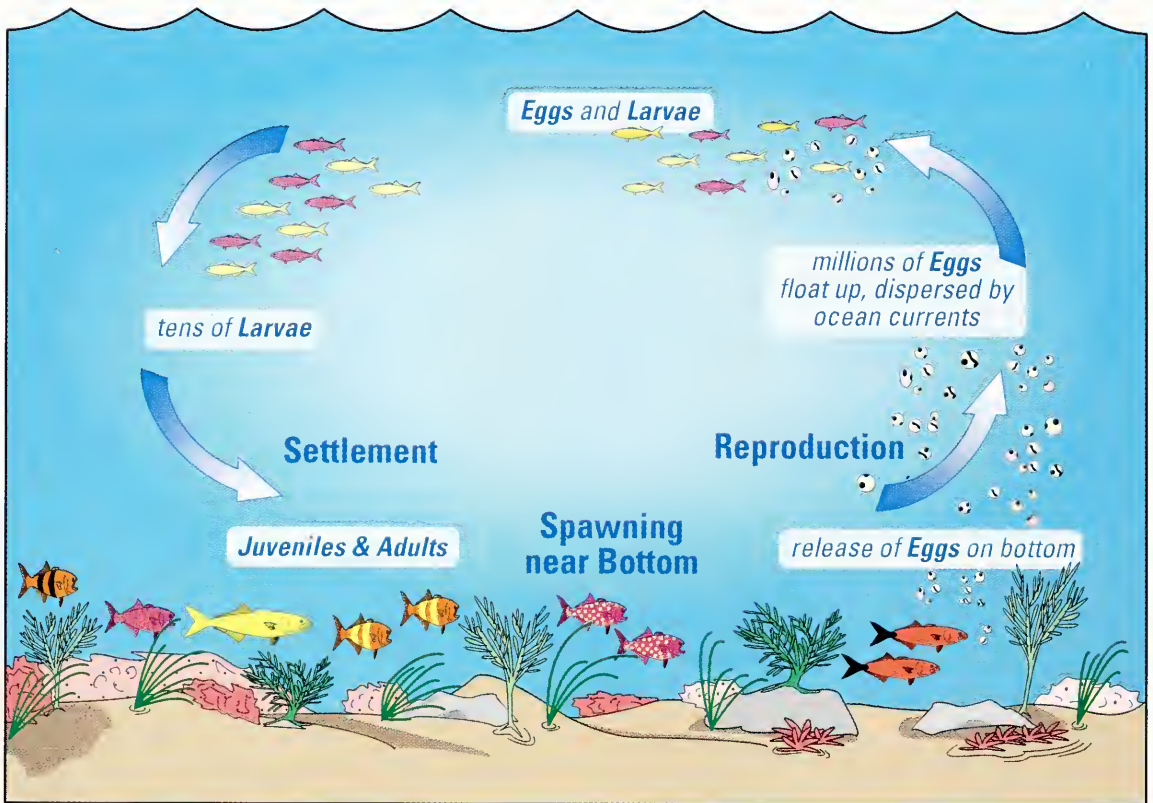 Eggs and Larvae
millions of Eggs
float up, dispersed by
ocean currents
tens of Larvae
Settlement
Reproduction
Juveniles & Adults
Spawning
near Bottom
release of Eggs on bottom